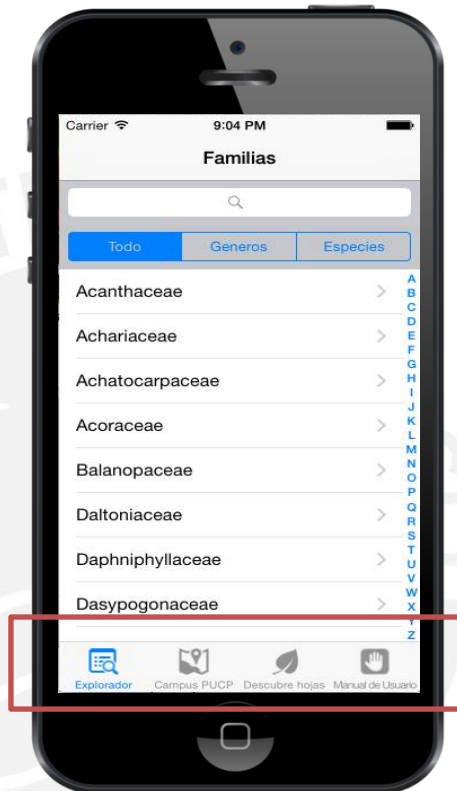 Carrier 9:04 PM
Familias
Todo Generos Especies
Acanthaceae
Achariaceae
Achatocarpaceae
Acoraceae
Balanopaceae
Daltoniaceae
Daphniphyllaceae
Dasypogonaceae
A
B
C
D
E
F
G
H
I
J
K
L
M
N
O
P
Q
R
S
T
U
V
W
X
Y
Z
Explorador Campus PUCP Descubre hojas Manual de Usuario